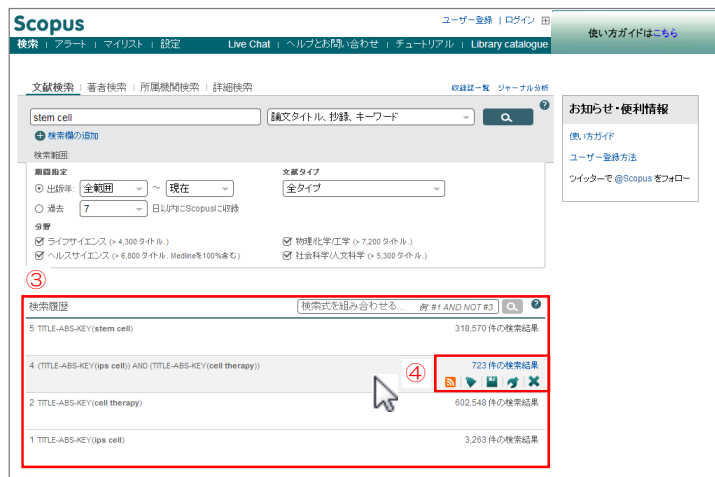 Scopus
ユーザー登録 | ログイン
検索 | アラート | マイリスト | 設定
Live Chat | ヘルプとお問い合わせ | チュートリアル | Library catalogue
使い方ガイドはこちら
文献検索 | 著者検索 | 所属機関検索 | 詳細検索
収録誌一覧 ジャーナル分析
stem cell
論文タイトル、抄録、キーワード
?
検索欄の追加
検索範囲:
期間指定
文献タイプ
出版年: 全範囲 ~ 現在
全タイプ
過去 7 日以内にScopusに収録
分野
ライフサイエンス (> 4,300 タイトル.)
物理/化学/工学 (> 7,200 タイトル.)
ヘルスサイエンス (> 6,800 タイトル. Medlineを100%含む)
社会科学/人文科学 (> 5,300 タイトル.)
お知らせ・便利情報
使い方ガイド
ユーザー登録方法
ツイッターで @Scopus をフォロー
③
検索履歴
検索式を組み合わせる... 例: #1 AND NOT #3
?
5 TITLE-ABS-KEY(stem cell)
318,570 件の検索結果
4 (TITLE-ABS-KEY(ips cell)) AND (TITLE-ABS-KEY(cell therapy))
④
723 件の検索結果
2 TITLE-ABS-KEY(cell therapy)
602,548 件の検索結果
1 TITLE-ABS-KEY(ips cell)
3,263 件の検索結果